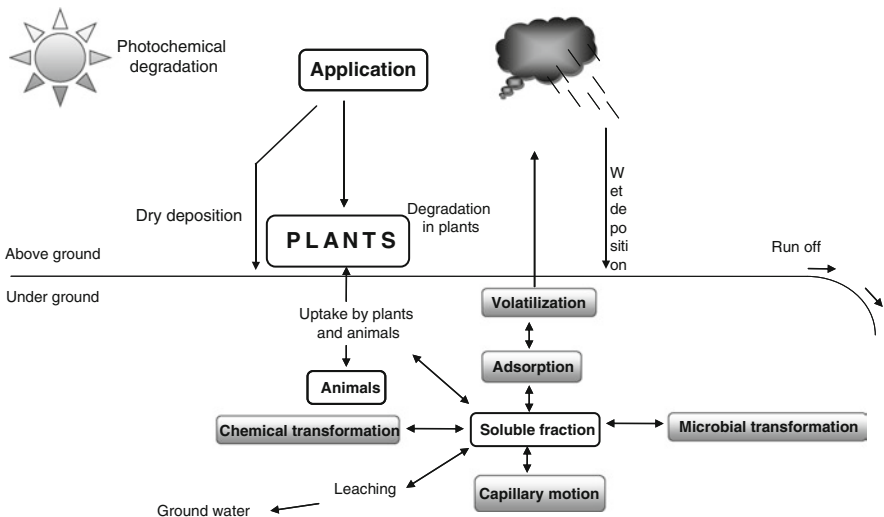 Photochemical
degradation
Application
Dry deposition
PLANTS
Degradation
in plants
W
et
de
po
siti
on
Above ground
Run off
Under ground
Uptake by plants
and animals
Volatilization
Adsorption
Animals
Chemical transformation
Soluble fraction
Microbial transformation
Leaching
Capillary motion
Ground water